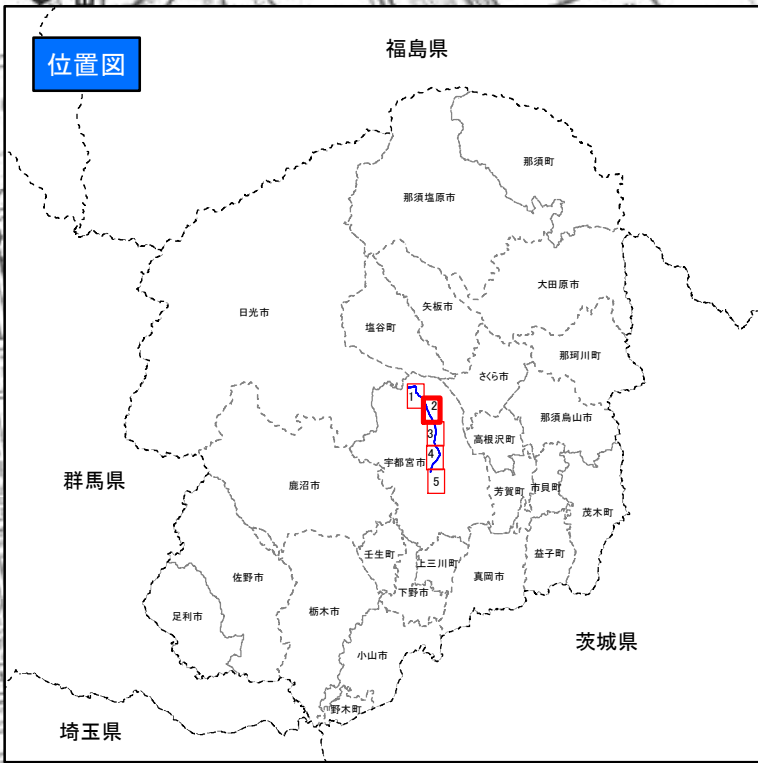 位置図
福島県
那須町
那須塩原市
大田原市
日光市
矢板市
塩谷町
那珂川町
さくら市
1
2
那須烏山市
3
高根沢町
4
宇都宮市
群馬県
鹿沼市
5
芳賀町
市貝町
茂木町
壬生町
上三川町
益子町
佐野市
真岡市
下野市
足利市
栃木市
茨城県
小山市
野木町
埼玉県